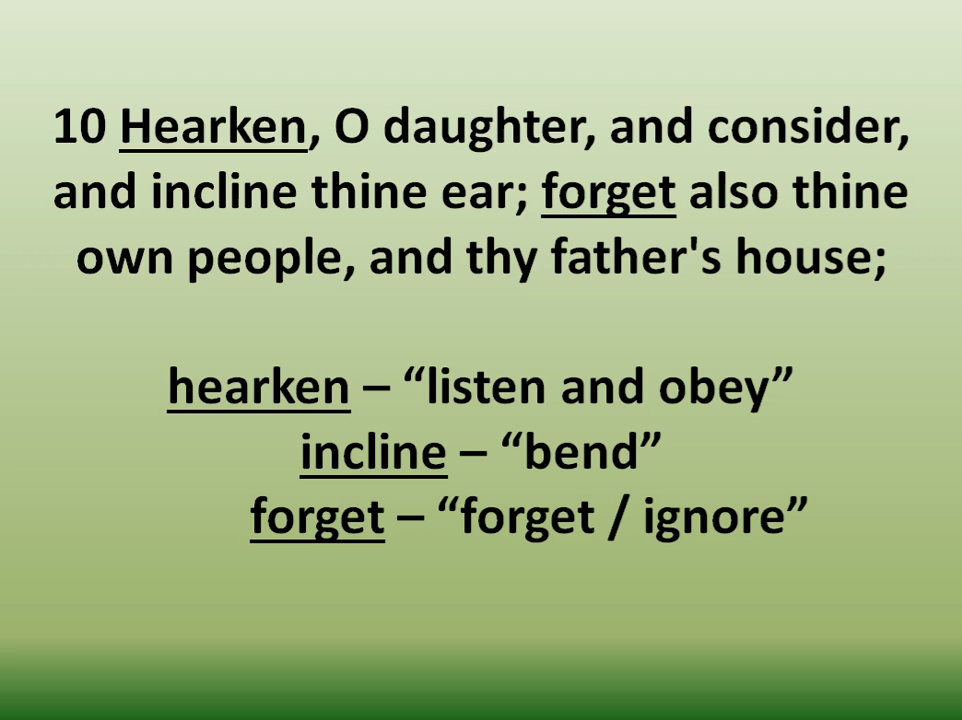 10 Hearken, O daughter, and consider,
and incline thine ear; forget also thine
own people, and thy father's house;
hearken – “listen and obey”
incline – “bend”
forget – “forget / ignore”